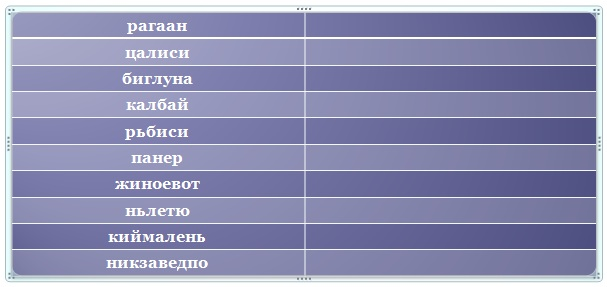 рагаан
цалиси
биглуна
калбай
рьбиси
панер
жиноевот
ньлетю
киймалень
никзаведпо